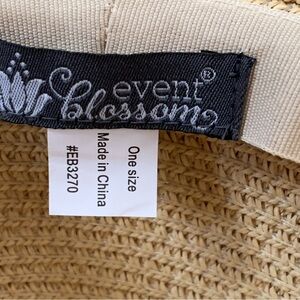 event®
blossom
One size
Made in China
#EB3270